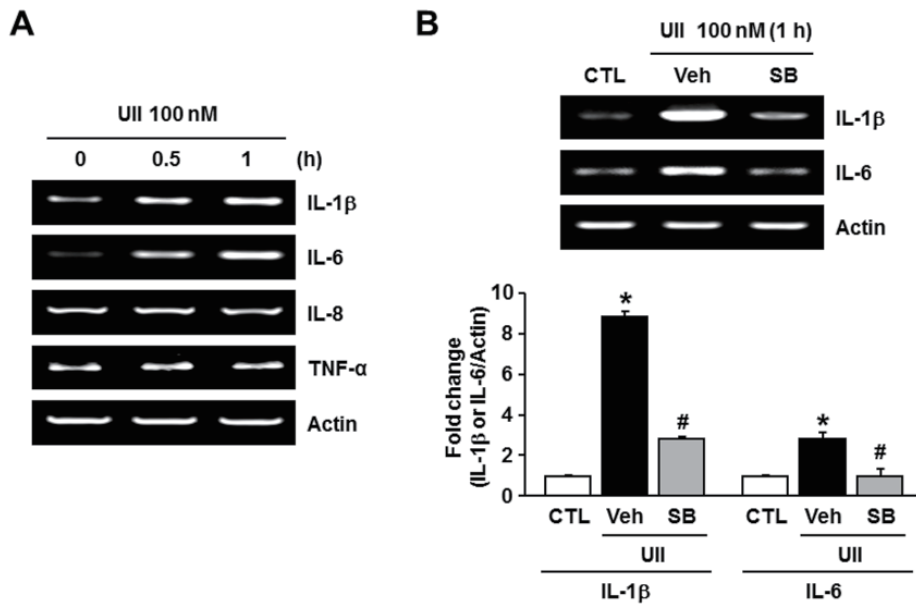 A
UII 100 nM
0 0.5 1 (h)
IL-1β
IL-6
IL-8
TNF-α
Actin
B
UII 100 nM (1 h)
CTL Veh SB
IL-1β
IL-6
Actin
Fold change
(IL-1β or IL-6/Actin)
10
8
6
4
2
0
*
#
*
#
CTL Veh SB CTL Veh SB
UII UII
IL-1β IL-6